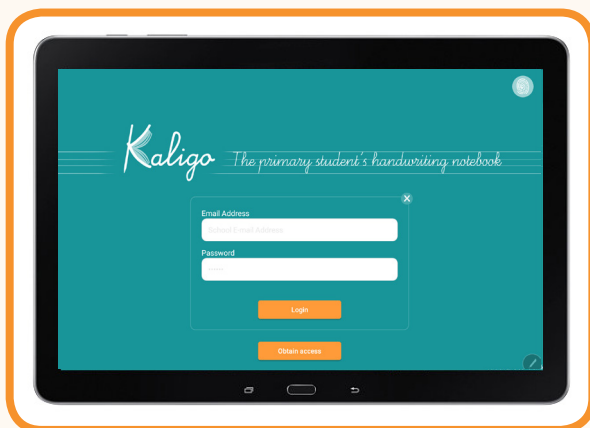 Kaligo The primary student's handwriting notebook
Email Address
School Email Address
Password
Login
Obtain access